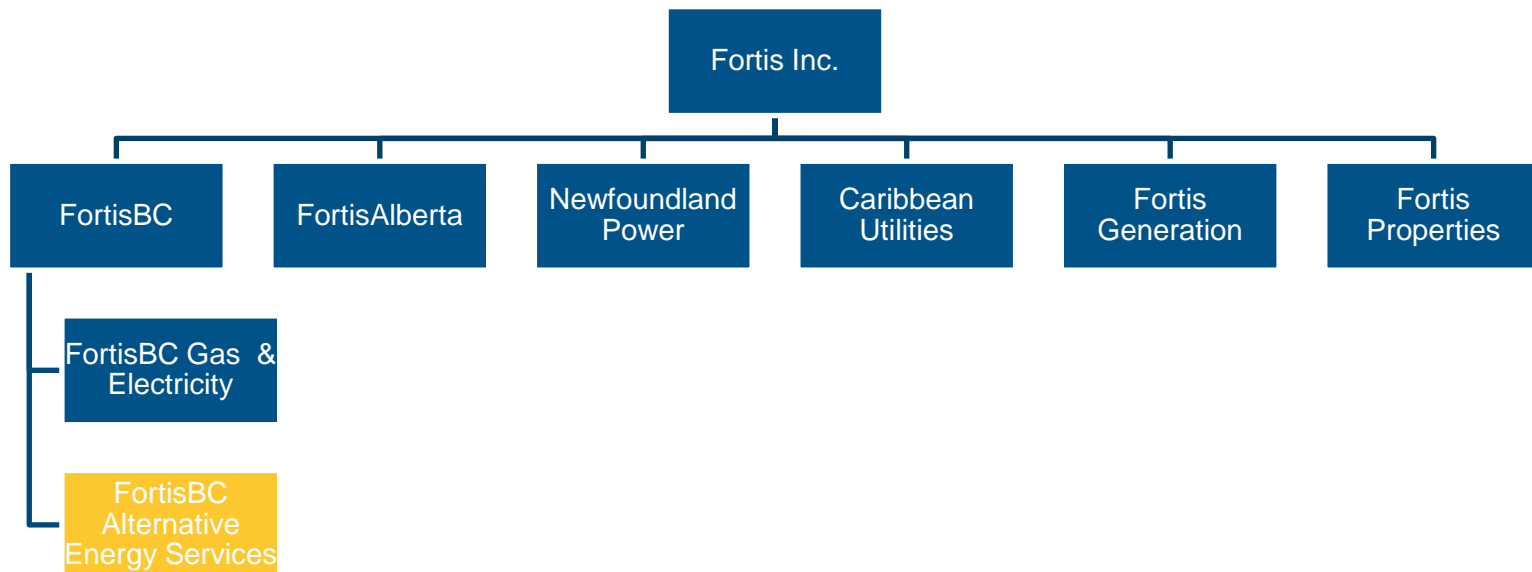 Fortis Inc.
FortisBC
FortisAlberta
Newfoundland
Power
Caribbean
Utilities
Fortis
Generation
Fortis
Properties
FortisBC Gas &
Electricity
FortisBC
Alternative
Energy Services